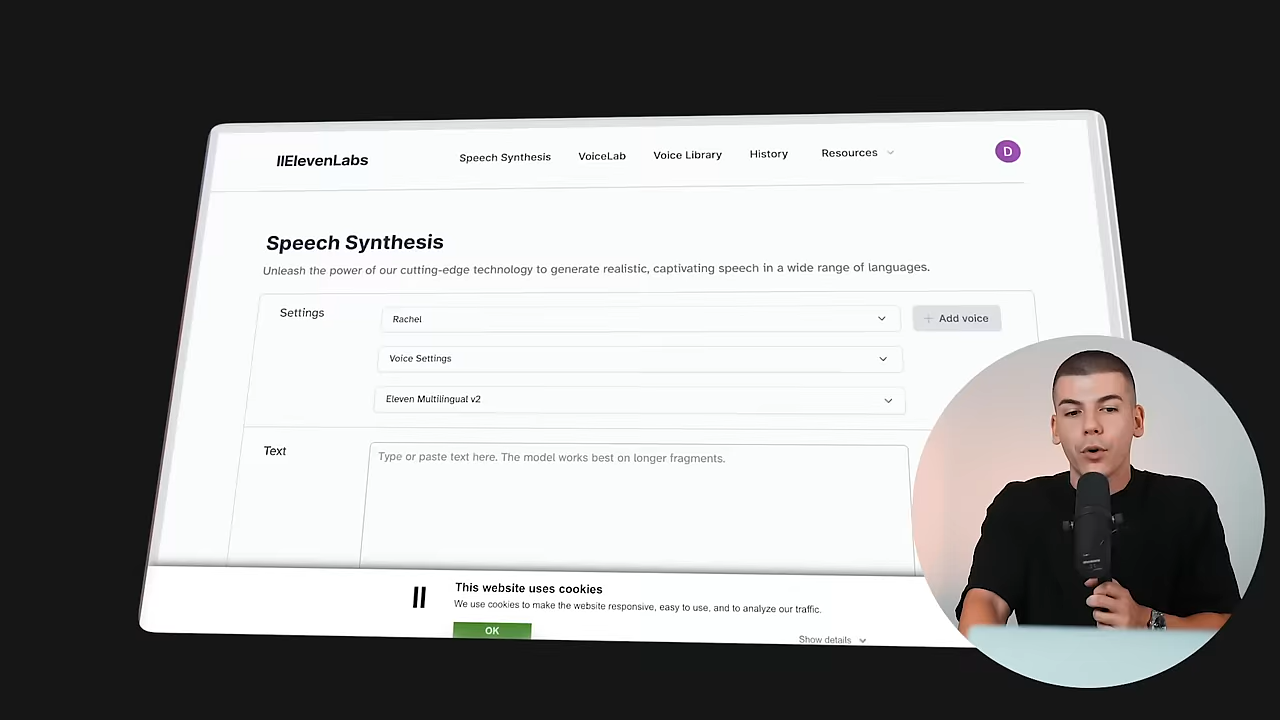 IIElevenLabs
Speech Synthesis
VoiceLab
Voice Library
History
Resources
D
Speech Synthesis
Unleash the power of our cutting-edge technology to generate realistic, captivating speech in a wide range of languages.
Settings
Rachel
+ Add voice
Voice Settings
Eleven Multilingual v2
Text
Type or paste text here. The model works best on longer fragments.
This website uses cookies
We use cookies to make the website responsive, easy to use, and to analyze our traffic.
OK
Show details